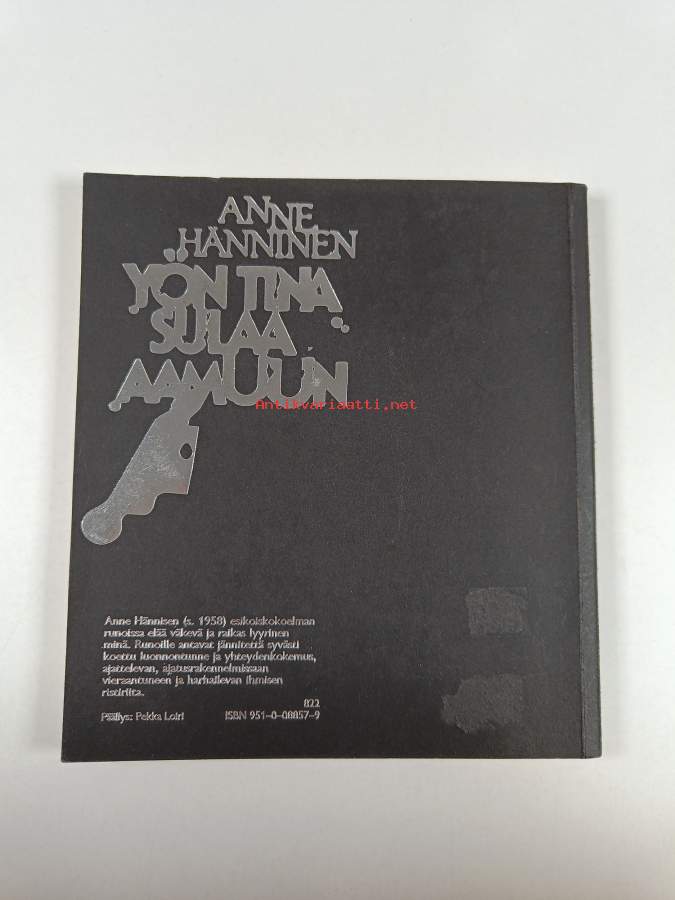 ANNE
HÄNNINEN
YÖN TINA
SULAA
AAMUUN
Antikvariaatti.net
Anne Hännisen (s. 1958) esikoiskokoelman
runoissa elää väkevä ja raikas lyyrinen
minä. Runoille antavat jännitettä syvästi
koettu luonnontunne ja yhteydenkokemus,
ajattelevan, ajatusrakennelmissaan
vieraantuneen ja harhailevan ihmisen
ristiriita.
822
Päällys: Pekka Loiri ISBN 951-0-08857-9